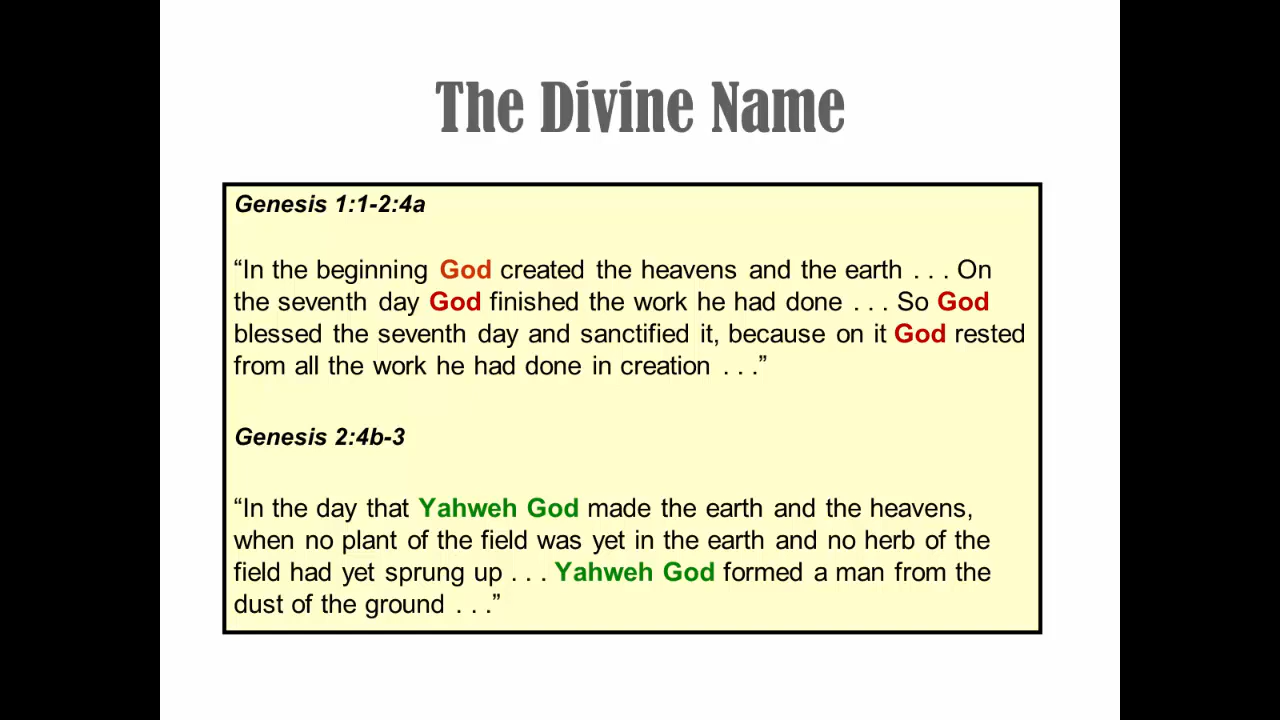 The Divine Name
Genesis 1:1-2:4a
“In the beginning God created the heavens and the earth . . . On
the seventh day God finished the work he had done . . . So God
blessed the seventh day and sanctified it, because on it God rested
from all the work he had done in creation . . .”
Genesis 2:4b-3
“In the day that Yahweh God made the earth and the heavens,
when no plant of the field was yet in the earth and no herb of the
field had yet sprung up . . . Yahweh God formed a man from the
dust of the ground . . .”